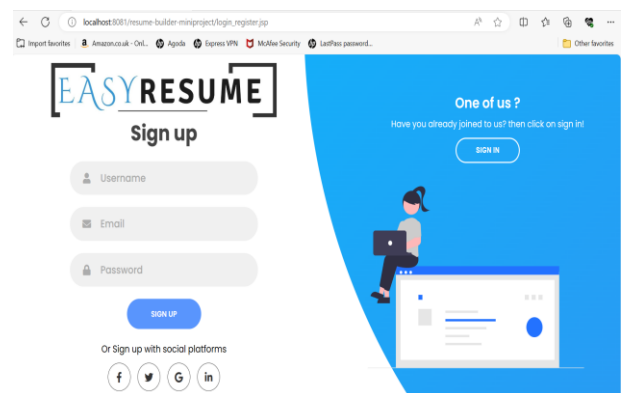 localhost:8081/resume-builder-miniproject/login_register.jsp
Import favorites Amazon.co.uk - Onl... Agoda Express VPN McAfee Security LastPass password... Other favorites
EASYRESUME
Sign up
Username
Email
Password
SIGN UP
Or Sign up with social platforms
One of us ?
Have you already joined to us? then click on sign in!
SIGN IN